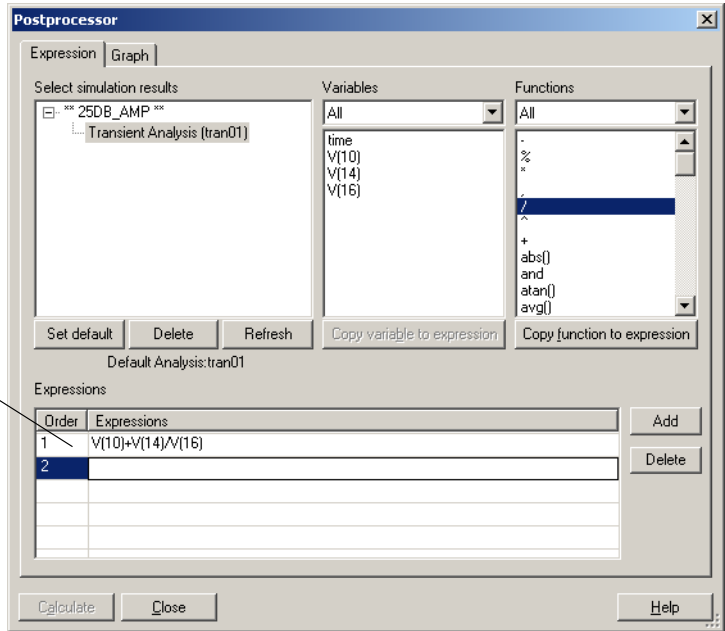 Postprocessor
Expression Graph
Select simulation results Variables Functions
** 25DB_AMP ** All All
Transient Analysis (tran01)
time
V(10)
V(14)
V(16)
-
%
*
,
/
^
+
abs()
and
atan()
avg()
Set default Delete Refresh Copy variable to expression Copy function to expression
Default Analysis:tran01
Expressions
Order Expressions Add
1 V(10)+V(14)/V(16)
2 Delete
Calculate Close Help